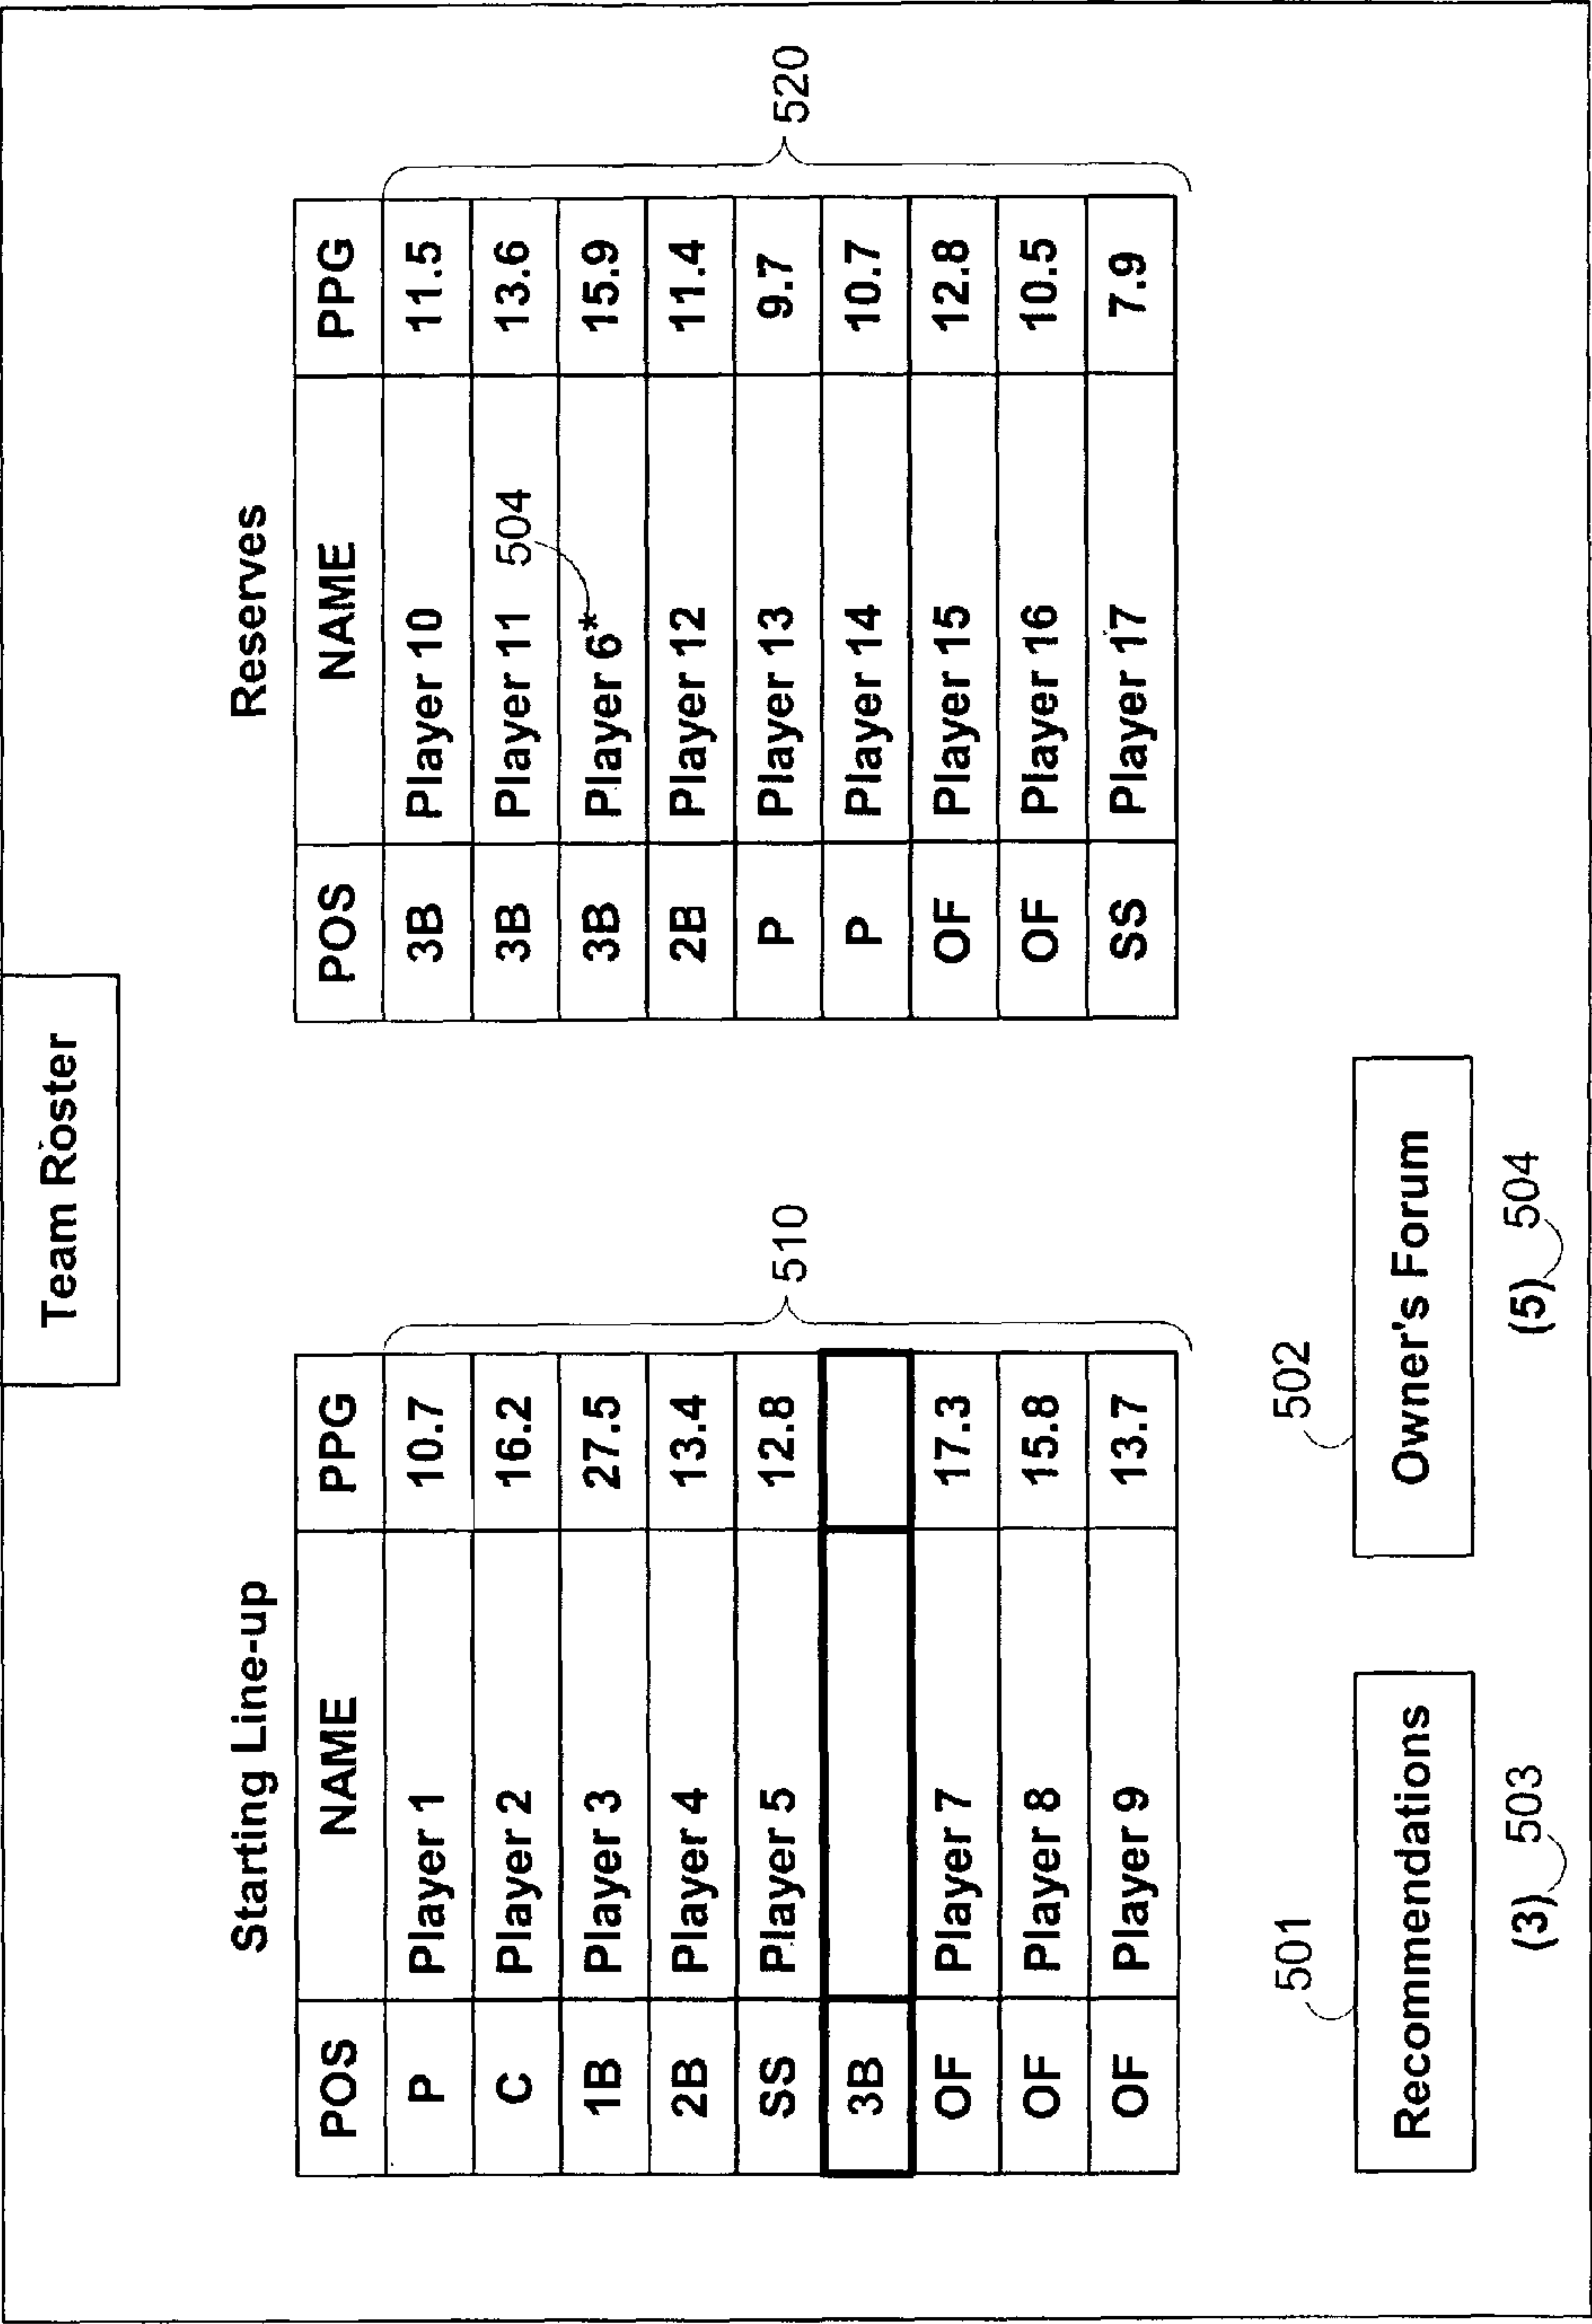 Team Roster
Starting Line-up
POS NAME PPG
P Player 1 10.7
C Player 2 16.2
1B Player 3 27.5
2B Player 4 13.4
SS Player 5 12.8
3B
OF Player 7 17.3
OF Player 8 15.8
OF Player 9 13.7
510
Reserves
POS NAME PPG
3B Player 10 11.5
3B Player 11 13.6
504
3B Player 6* 15.9
2B Player 12 11.4
P Player 13 9.7
P Player 14 10.7
OF Player 15 12.8
OF Player 16 10.5
SS Player 17 7.9
520
501
Recommendations
(3) 503
502
Owner's Forum
(5) 504